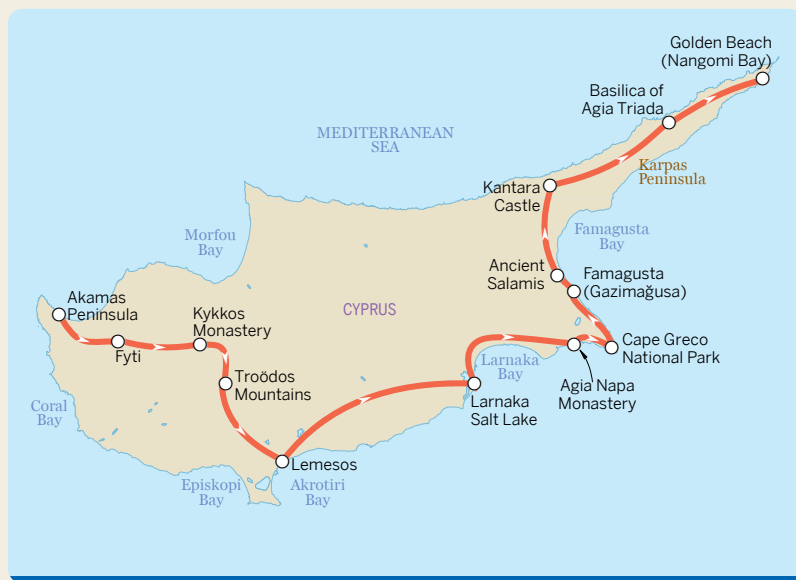 Golden Beach
(Nangomi Bay)
Basilica of
Agia Triada
MEDITERRANEAN
SEA
Karpas
Peninsula
Kantara
Castle
Morfou
Bay
Famagusta
Bay
Ancient
Salamis
Famagusta
(Gazimağusa)
Akamas
Peninsula
Kykkos
Monastery
CYPRUS
Fyti
Cape Greco
National Park
Larnaka
Bay
Troödos
Mountains
Agia Napa
Monastery
Coral
Bay
Larnaka
Salt Lake
Lemesos
Episkopi
Bay
Akrotiri
Bay